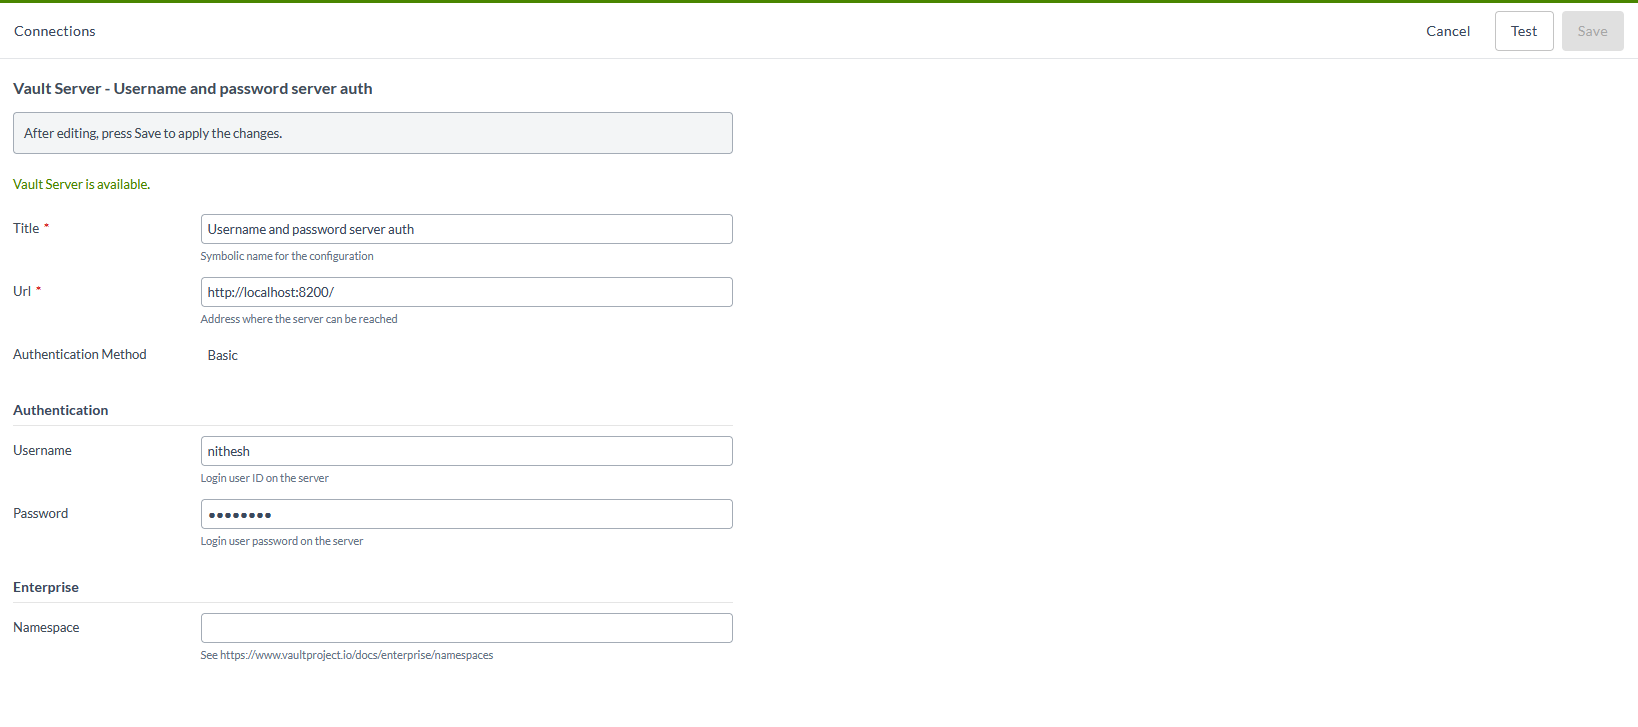 Connections
Cancel Test Save
Vault Server - Username and password server auth
After editing, press Save to apply the changes.
Vault Server is available.
Title * Username and password server auth
Symbolic name for the configuration
Url * http://localhost:8200/
Address where the server can be reached
Authentication Method Basic
Authentication
Username nithesh
Login user ID on the server
Password ••••••••
Login user password on the server
Enterprise
Namespace
See https://www.vaultproject.io/docs/enterprise/namespaces